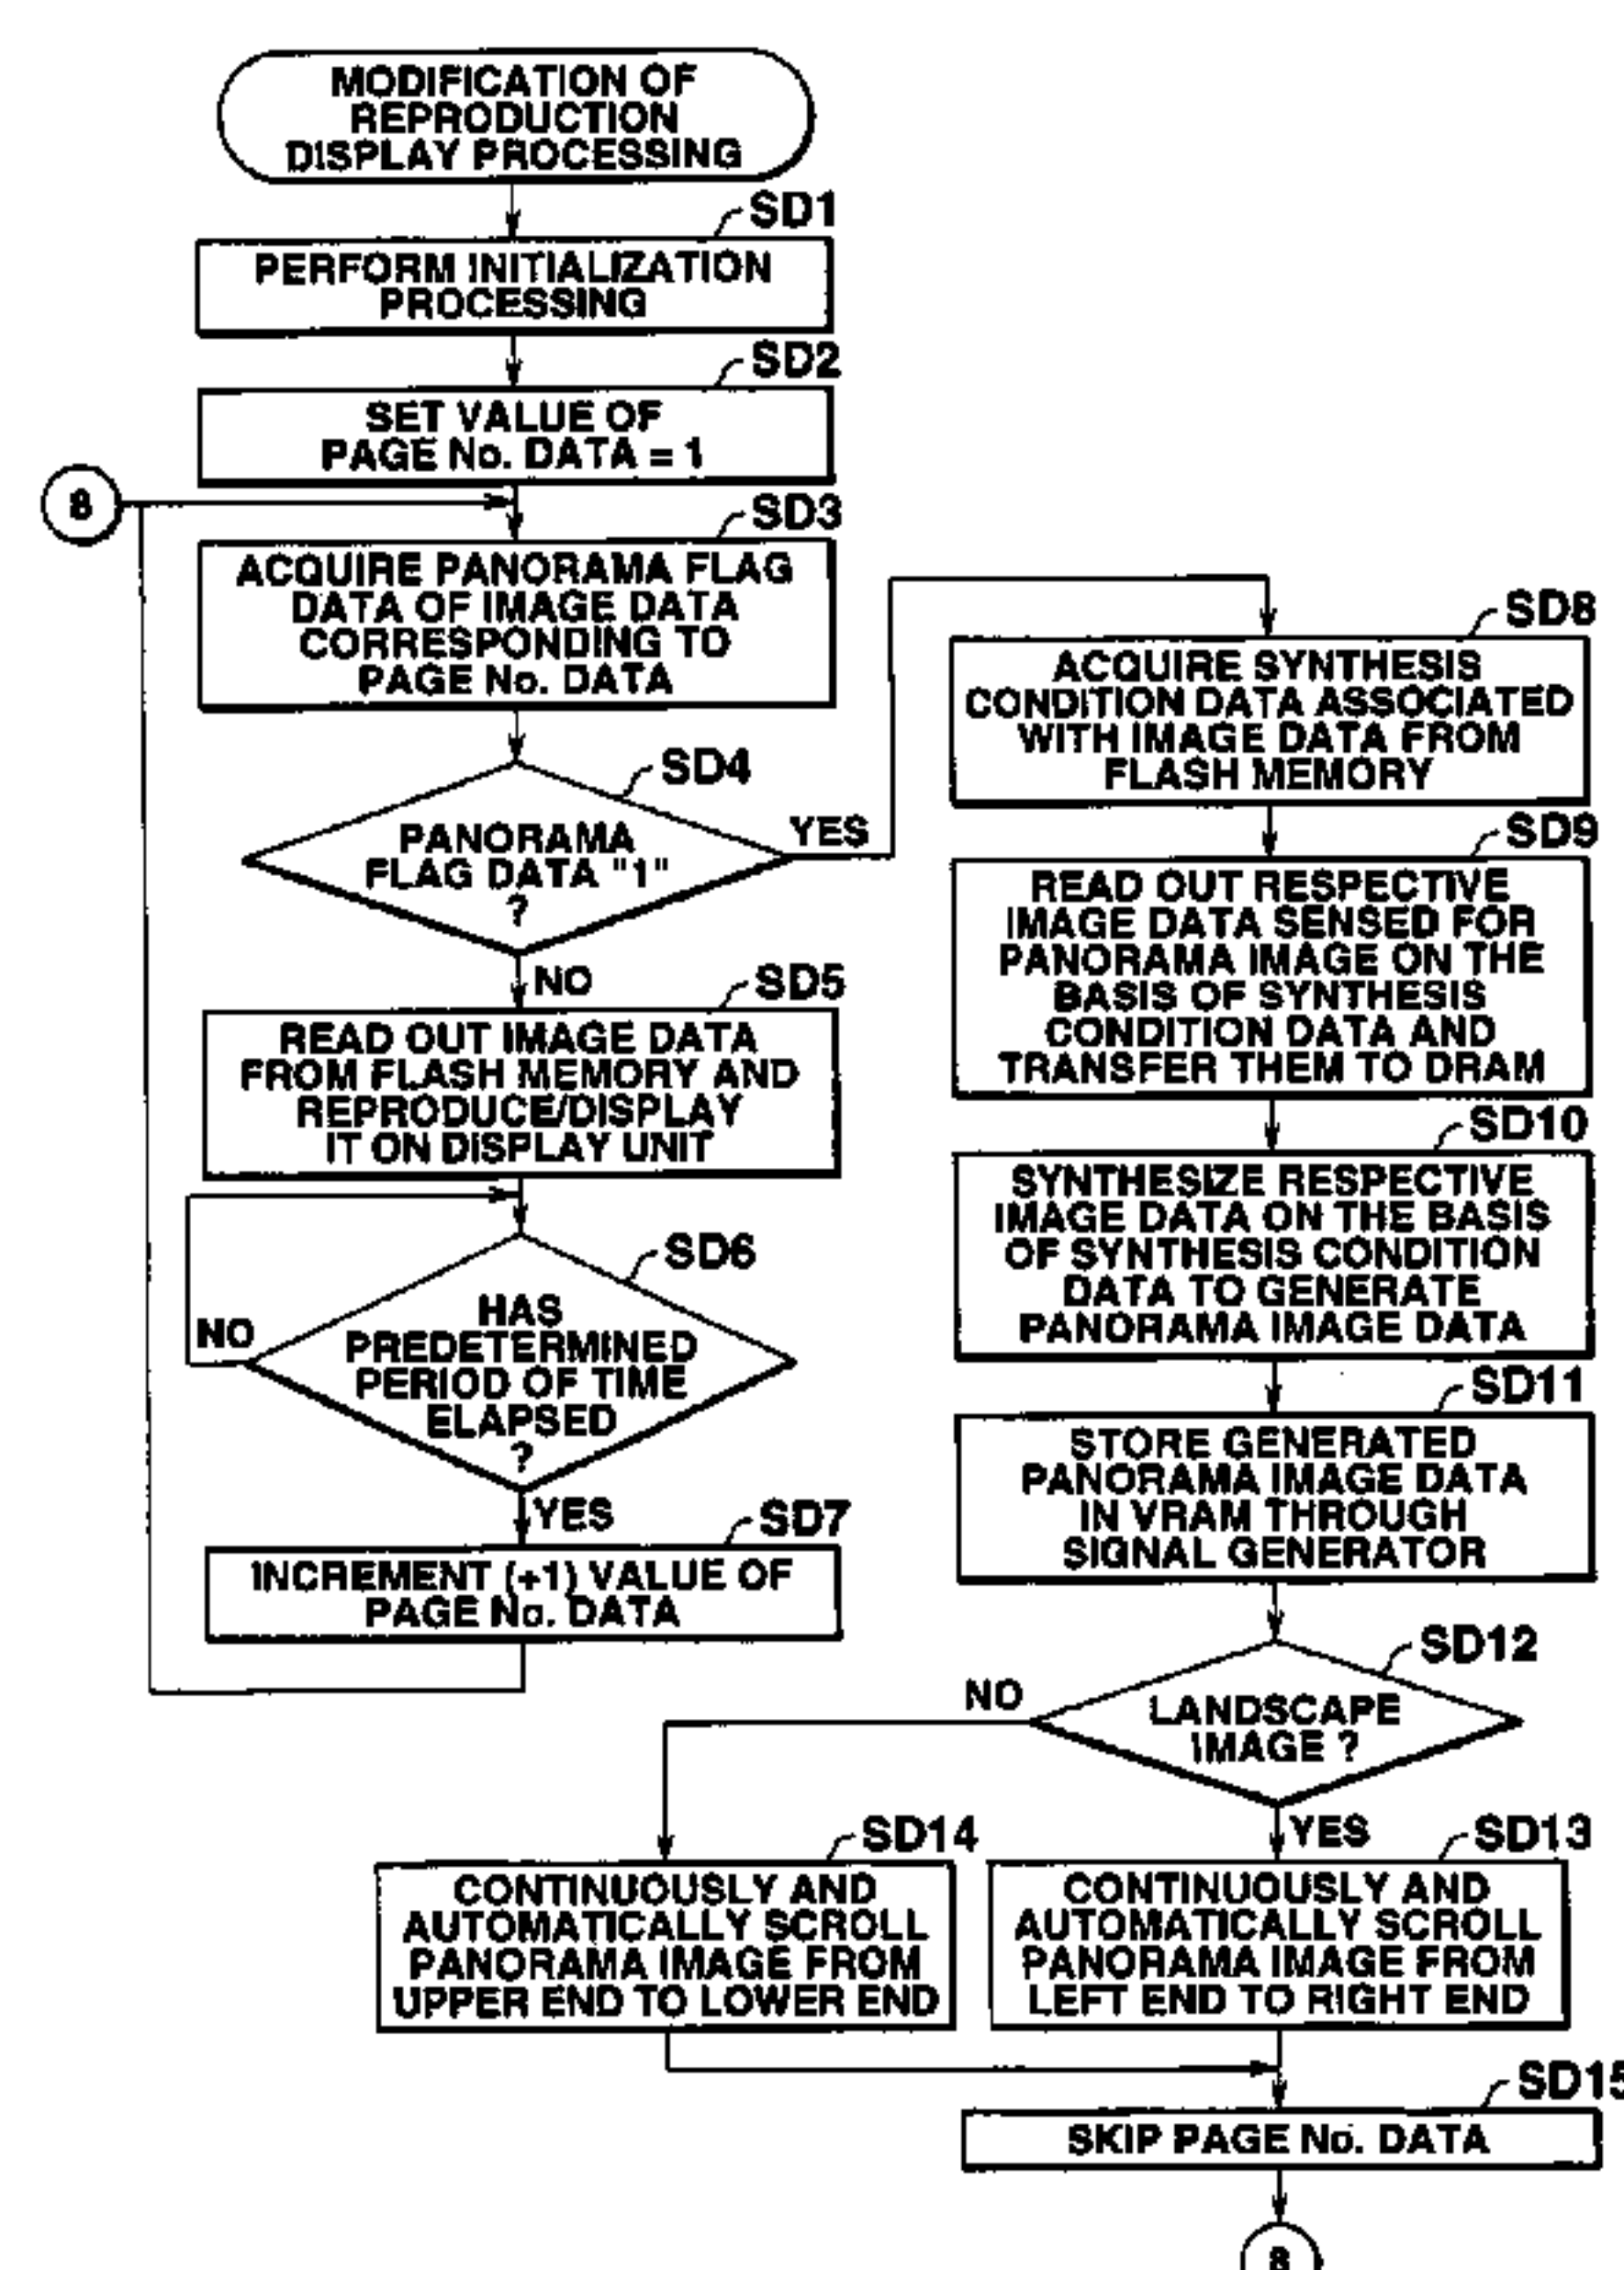 MODIFICATION OF
REPRODUCTION
DISPLAY PROCESSING
SD1
PERFORM INITIALIZATION
PROCESSING
SD2
SET VALUE OF
PAGE No. DATA = 1
8
SD3
ACQUIRE PANORAMA FLAG
DATA OF IMAGE DATA
CORRESPONDING TO
PAGE No. DATA
SD4
PANORAMA
FLAG DATA "1"
?
YES
NO
SD5
READ OUT IMAGE DATA
FROM FLASH MEMORY AND
REPRODUCE/DISPLAY
IT ON DISPLAY UNIT
SD6
HAS
PREDETERMINED
PERIOD OF TIME
ELAPSED
?
NO
YES
SD7
INCREMENT (+1) VALUE OF
PAGE No. DATA
SD8
ACQUIRE SYNTHESIS
CONDITION DATA ASSOCIATED
WITH IMAGE DATA FROM
FLASH MEMORY
SD9
READ OUT RESPECTIVE
IMAGE DATA SENSED FOR
PANORAMA IMAGE ON THE
BASIS OF SYNTHESIS
CONDITION DATA AND
TRANSFER THEM TO DRAM
SD10
SYNTHESIZE RESPECTIVE
IMAGE DATA ON THE BASIS
OF SYNTHESIS CONDITION
DATA TO GENERATE
PANORAMA IMAGE DATA
SD11
STORE GENERATED
PANORAMA IMAGE DATA
IN VRAM THROUGH
SIGNAL GENERATOR
SD12
LANDSCAPE
IMAGE ?
NO
YES
SD14
CONTINUOUSLY AND
AUTOMATICALLY SCROLL
PANORAMA IMAGE FROM
UPPER END TO LOWER END
SD13
CONTINUOUSLY AND
AUTOMATICALLY SCROLL
PANORAMA IMAGE FROM
LEFT END TO RIGHT END
SD15
SKIP PAGE No. DATA
8